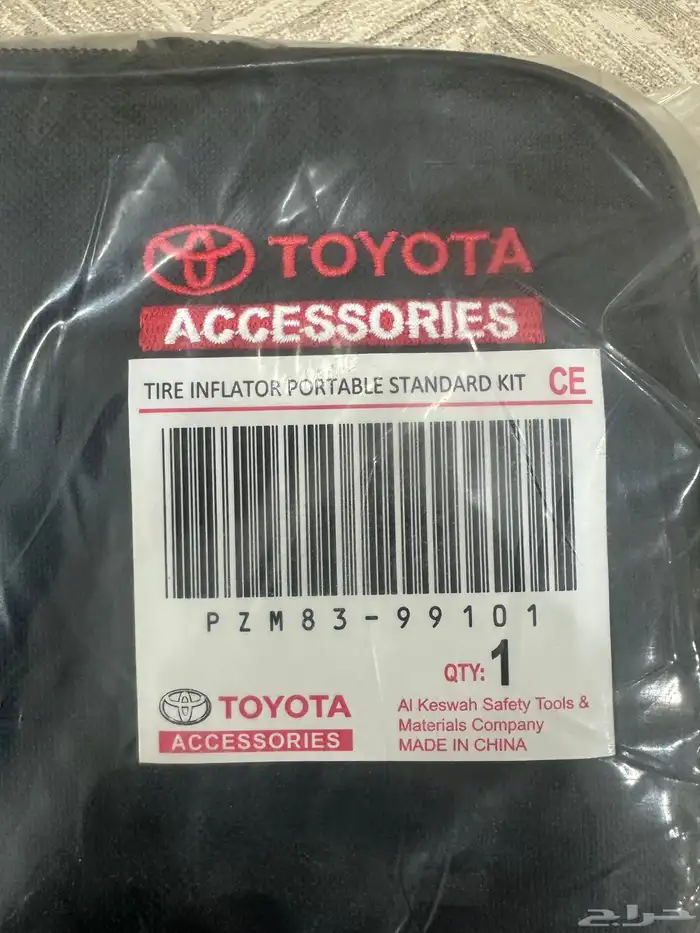 TOYOTA
ACCESSORIES
TIRE INFLATOR PORTABLE STANDARD KIT CE
PZM83-99101
QTY: 1
TOYOTA
ACCESSORIES
Al Keswah Safety Tools &
Materials Company
MADE IN CHINA
حراج